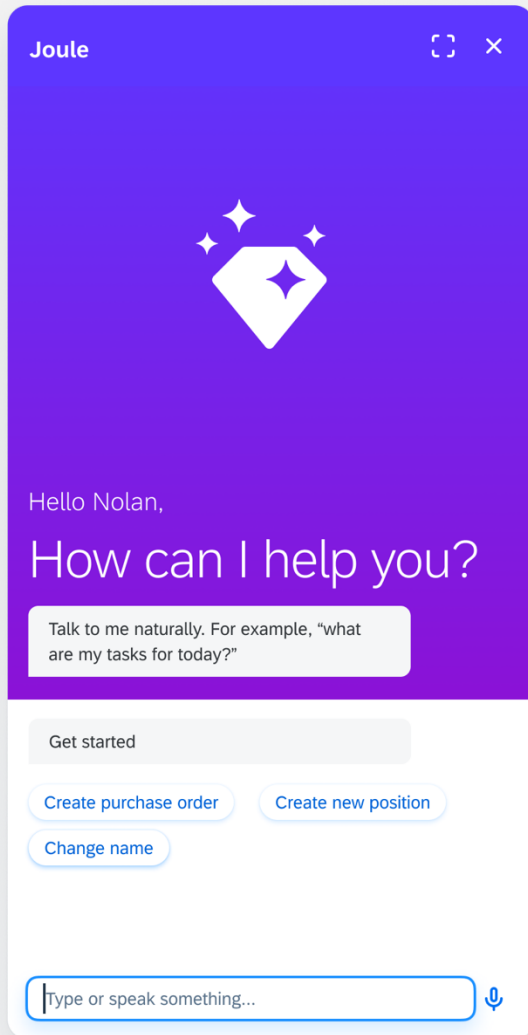 Joule
Hello Nolan,
How can I help you?
Talk to me naturally. For example, “what
are my tasks for today?”
Get started
Create purchase order
Create new position
Change name
Type or speak something...